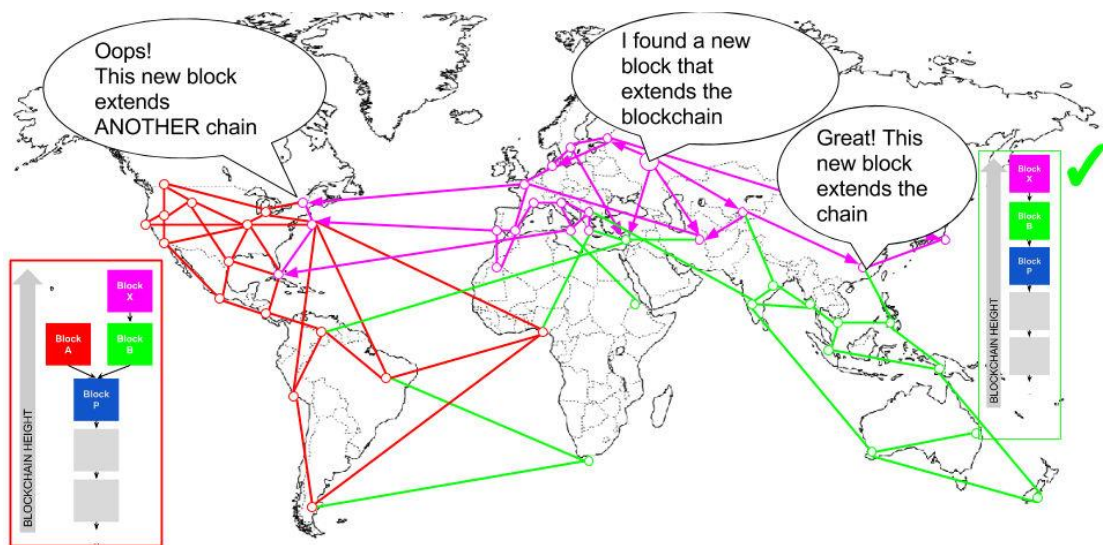 Oops!
This new block
extends
ANOTHER chain
I found a new
block that
extends the
blockchain
Great! This
new block
extends the
chain
BLOCKCHAIN HEIGHT
Block
X
Block
A
Block
B
Block
P
BLOCKCHAIN HEIGHT
Block
X
Block
B
Block
P